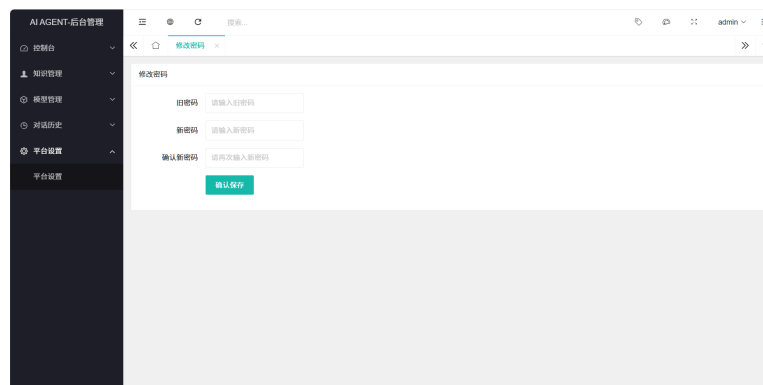 AI AGENT-后台管理
搜索...
admin
控制台
修改密码
知识管理
修改密码
模型管理
旧密码
请输入旧密码
对话历史
新密码
请输入新密码
平台设置
确认新密码
请再次输入新密码
平台设置
确认保存